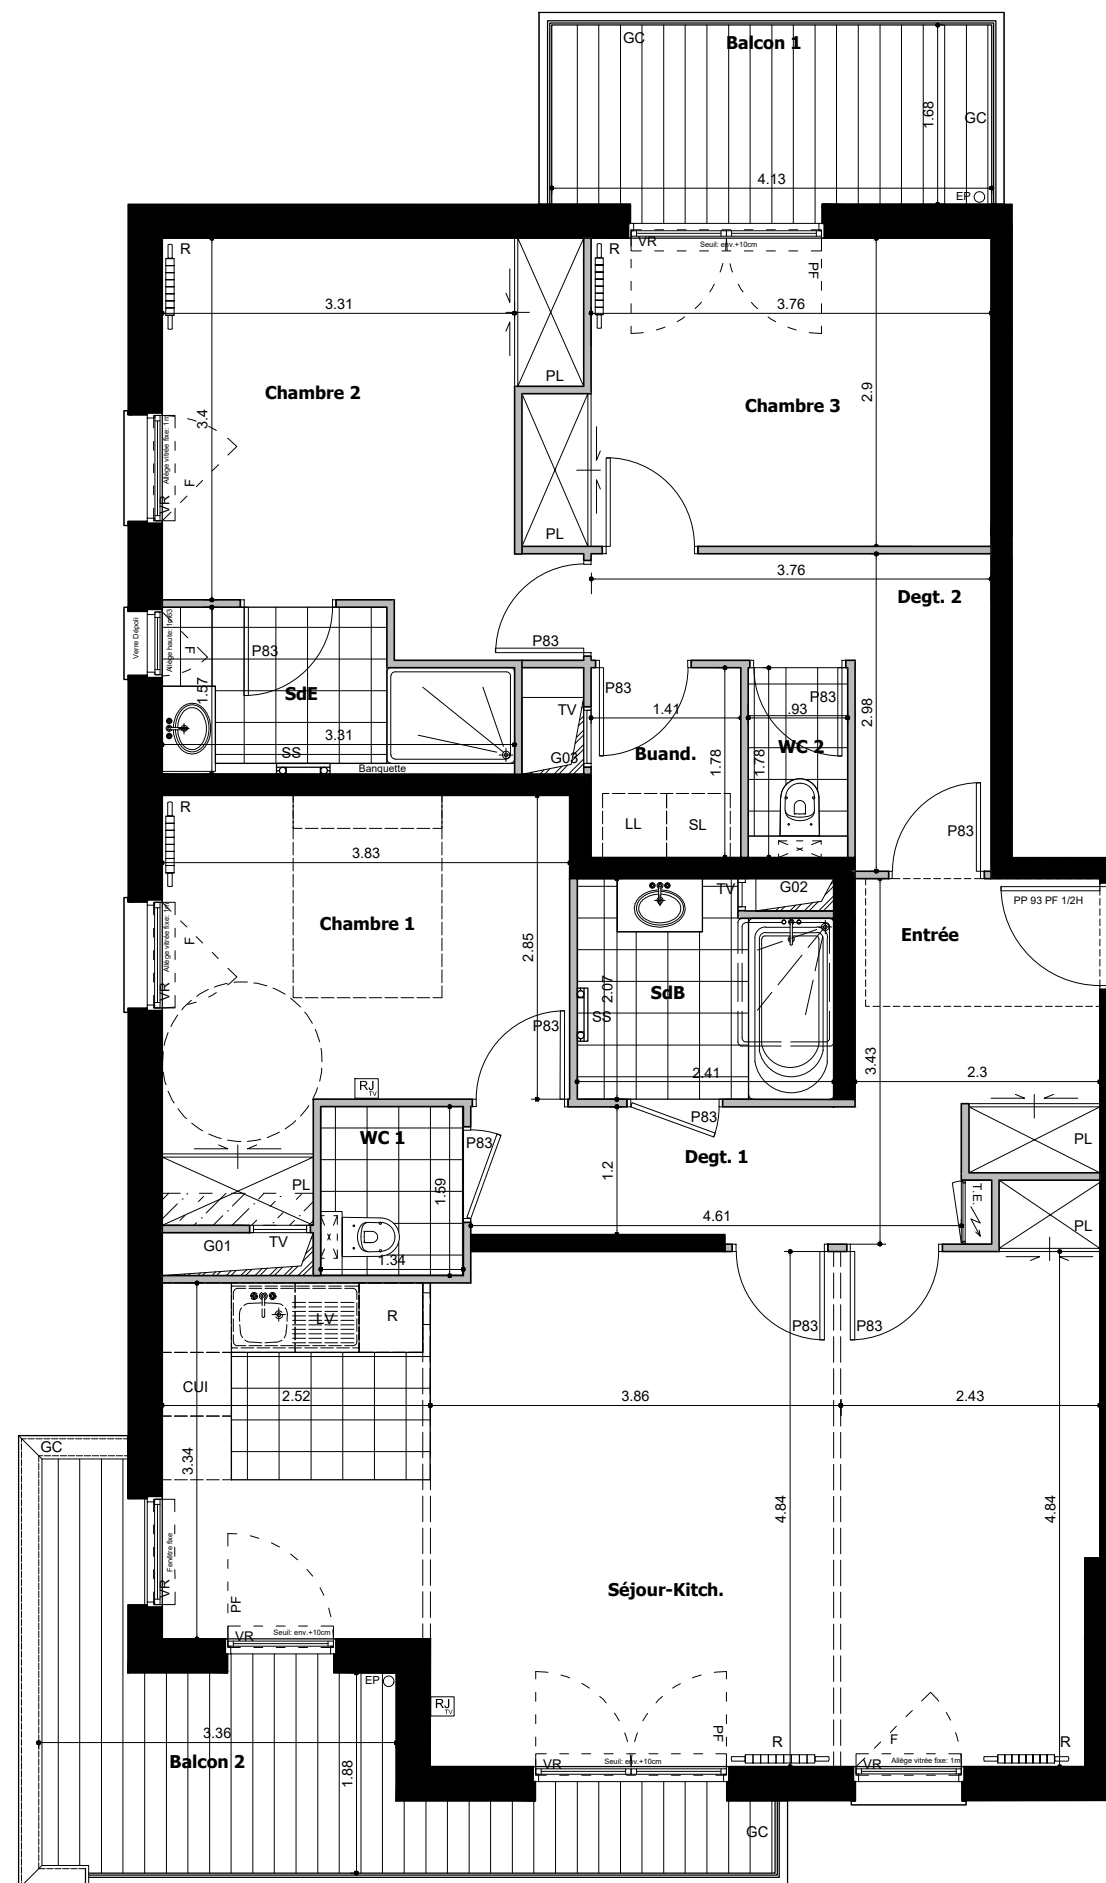 GC
Balcon 1
1.68
GC
4.13
EP
R
VR
Seuil: env.+10cm
R
PF
3.31
3.76
PL
Chambre 2
Chambre 3
3.4
2.9
Allège vitrée fixe: 1m
F
VR
PL
3.76
Degt. 2
P83
Verre Dépoli
Allège haute: 1m63
F
P83
1.57
SdE
P83
P83
TV
1.41
.93
2.98
3.31
SS
G03
Buand.
WC 2
1.78
1.78
Banquette
R
LL
SL
P83
3.83
TV
G02
PP 93 PF 1/2H
Chambre 1
Entrée
Allège vitrée fixe: 1m
F
VR
2.85
2.07
SdB
SS
P83
3.43
2.41
2.3
RJ
TV
P83
WC 1
P83
PL
Degt. 1
1.2
1.59
PL
T.E.
4.61
PL
G01
TV
1.34
LV
R
P83
P83
CUI
2.52
3.86
2.43
GC
3.34
4.84
4.84
Fenêtre fixe
VR
PF
Séjour-Kitch.
VR
Seuil: env.+10cm
EP
RJ
TV
3.36
PF
R
F
R
Balcon 2
VR
Seuil: env.+10cm
VR
Allège vitrée fixe: 1m
1.88
GC